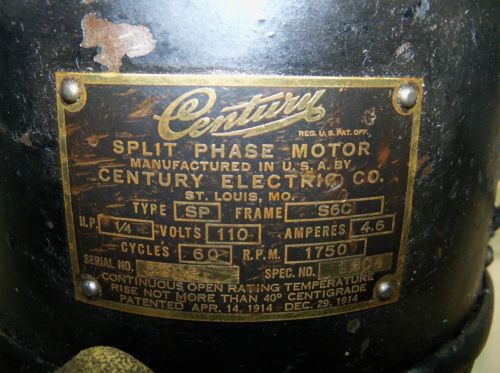 Century
REG. U.S. PAT. OFF.
SPLIT PHASE MOTOR
MANUFACTURED IN U.S.A. BY
CENTURY ELECTRIC CO.
ST. LOUIS, MO.
TYPE SP FRAME S6C
H.P. 1/4 VOLTS 110 AMPERES 4.6
CYCLES 60 R.P.M. 1750
SERIAL NO. SPEC. NO.
CONTINUOUS OPEN RATING TEMPERATURE
RISE NOT MORE THAN 40° CENTIGRADE
PATENTED APR. 14, 1914 DEC. 29, 1914